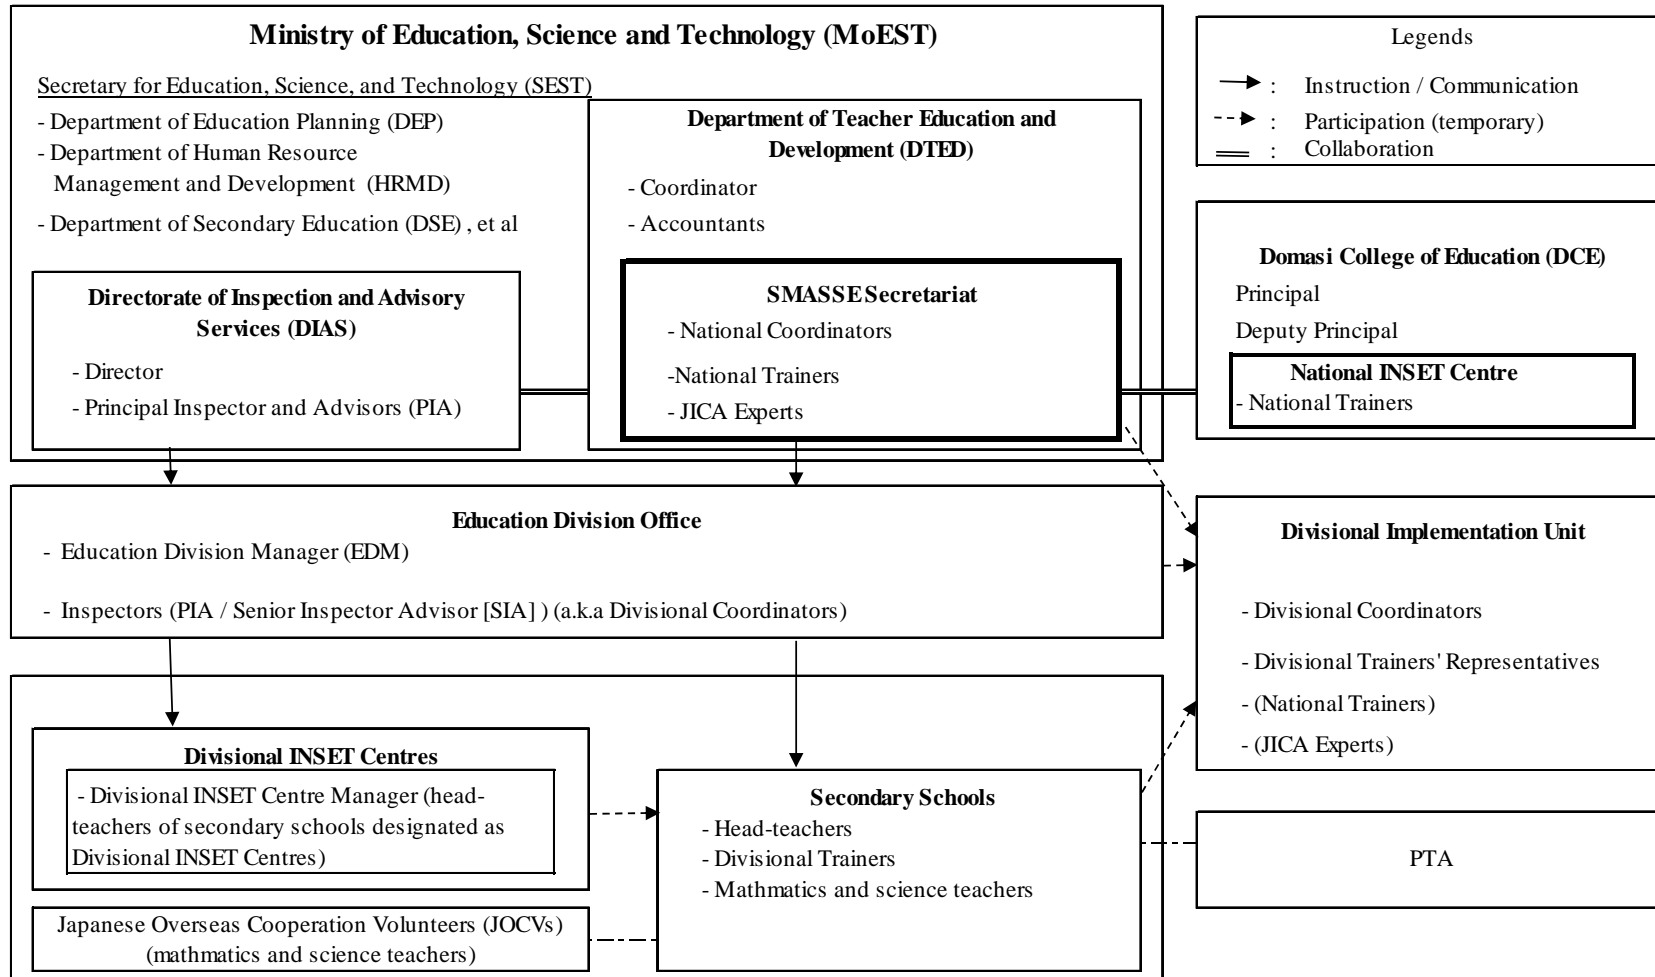 Ministry of Education, Science and Technology (MoEST)
Secretary for Education, Science, and Technology (SEST)
- Department of Education Planning (DEP)
- Department of Human Resource
Management and Development (HRMD)
- Department of Secondary Education (DSE) , et al
Department of Teacher Education and
Development (DTED)
- Coordinator
- Accountants
Directorate of Inspection and Advisory
Services (DIAS)
- Director
- Principal Inspector and Advisors (PIA)
SMASSE Secretariat
- National Coordinators
-National Trainers
- JICA Experts
Legends
: Instruction / Communication
: Participation (temporary)
: Collaboration
Domasi College of Education (DCE)
Principal
Deputy Principal
National INSET Centre
- National Trainers
Education Division Office
- Education Division Manager (EDM)
- Inspectors (PIA / Senior Inspector Advisor [SIA] ) (a.k.a Divisional Coordinators)
Divisional Implementation Unit
- Divisional Coordinators
- Divisional Trainers' Representatives
- (National Trainers)
- (JICA Experts)
Divisional INSET Centres
- Divisional INSET Centre Manager (head-
teachers of secondary schools designated as
Divisional INSET Centres)
Secondary Schools
- Head-teachers
- Divisional Trainers
- Mathmatics and science teachers
PTA
Japanese Overseas Cooperation Volunteers (JOCVs)
(mathmatics and science teachers)